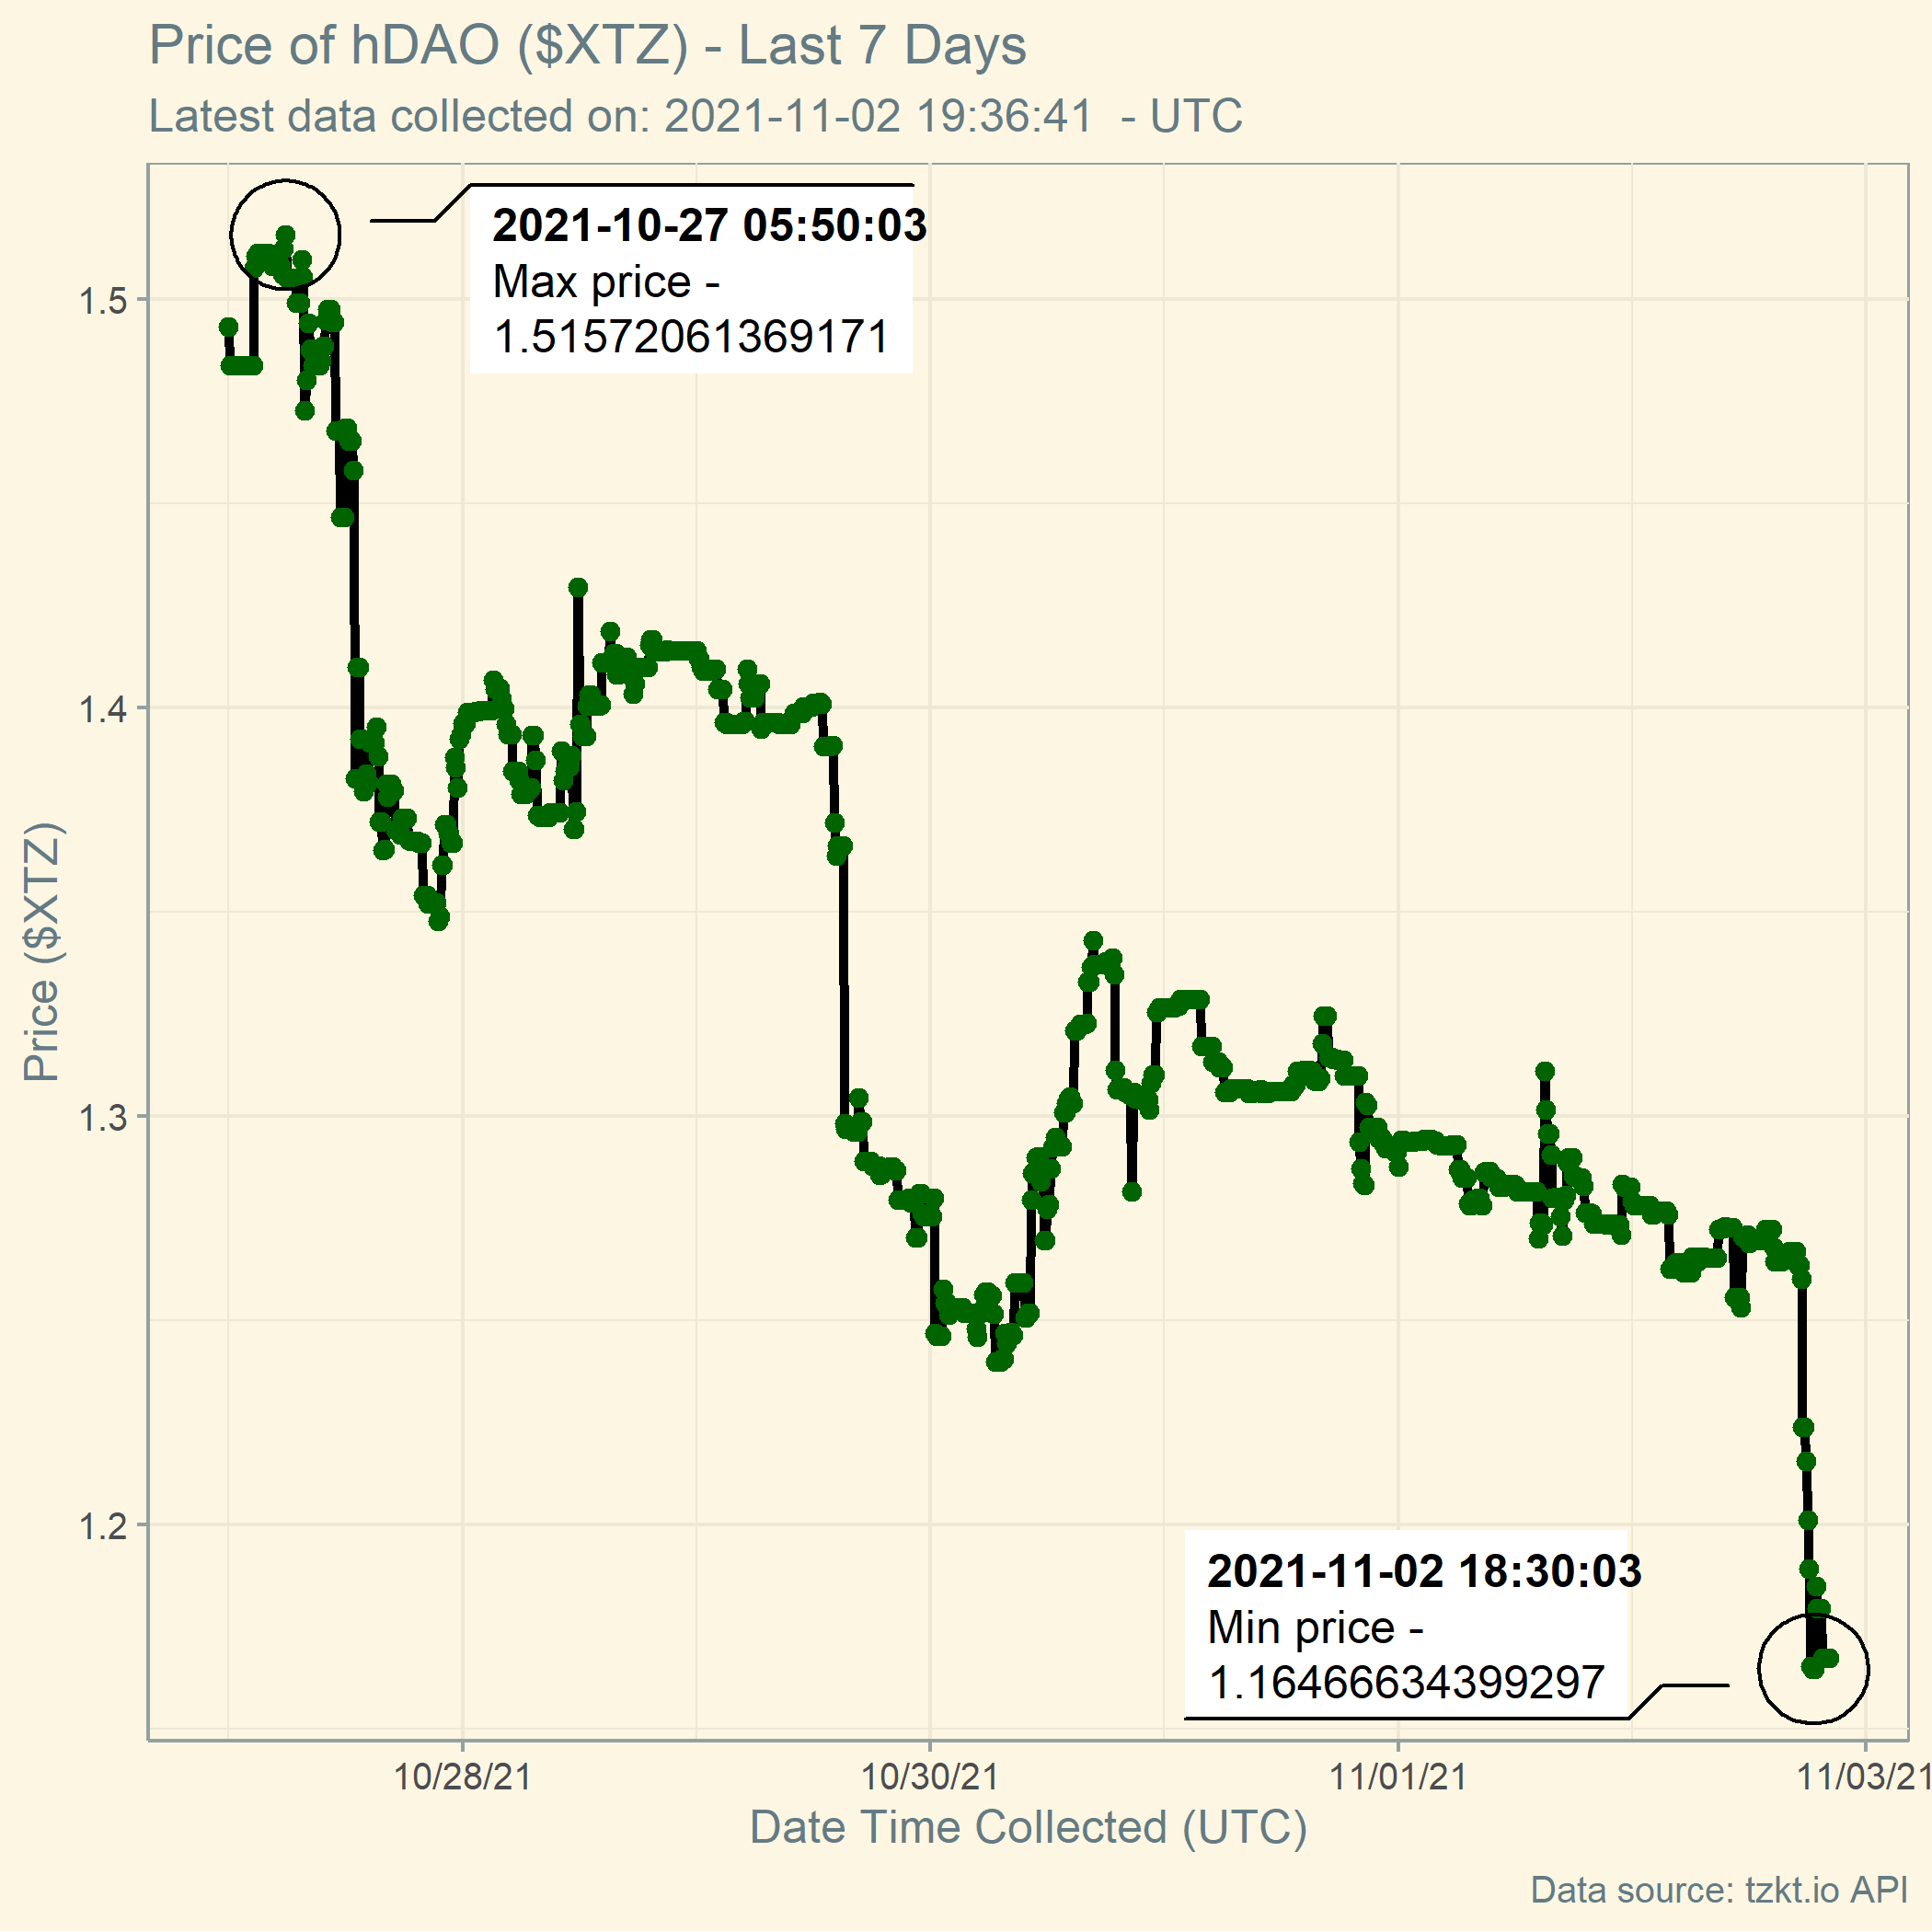 Price of hDAO ($XTZ) - Last 7 Days
Latest data collected on: 2021-11-02 19:36:41  - UTC
2021-10-27 05:50:03
Max price -
1.51572061369171
1.5
1.4
1.3
1.2
Price ($XTZ)
2021-11-02 18:30:03
Min price -
1.16466634399297
10/28/21
10/30/21
11/01/21
11/03/21
Date Time Collected (UTC)
Data source: tzkt.io API